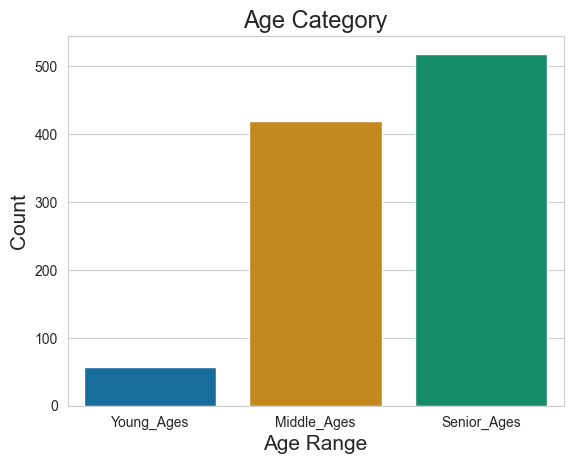 Age Category
Count
500
400
300
200
100
0
Young_Ages
Middle_Ages
Senior_Ages
Age Range